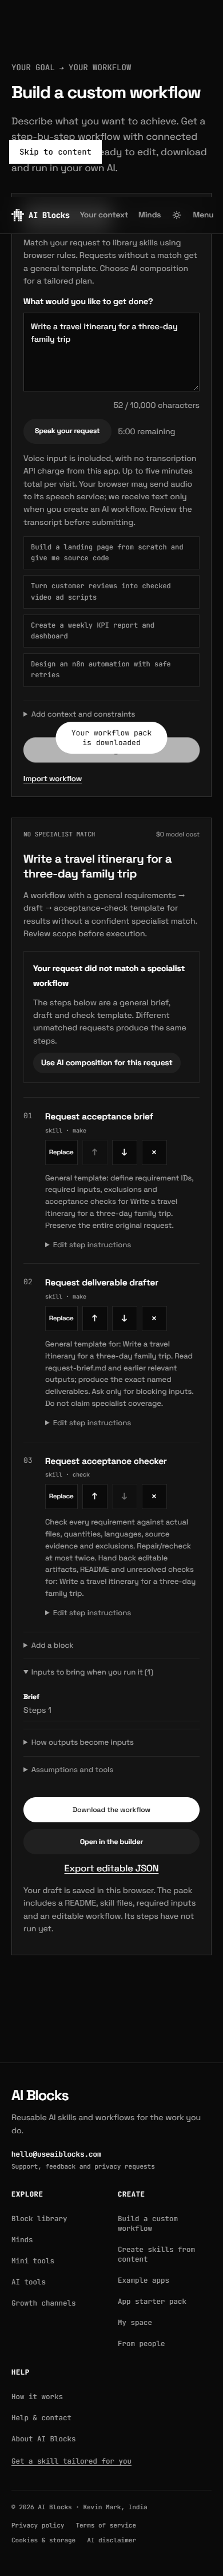 YOUR GOAL → YOUR WORKFLOW
Build a custom workflow
Describe what you want to achieve. Get a
step-by-step workflow with connected
Skip to content
ready to edit, download
and run in your own AI.
AI Blocks
Your context
Minds
Menu
Match your request to library skills using
browser rules. Requests without a match get
a general template. Choose AI composition
for a tailored plan.
What would you like to get done?
Write a travel itinerary for a three-day
family trip
52 / 10,000 characters
Speak your request
5:00 remaining
Voice input is included, with no transcription
API charge from this app. Up to five minutes
total per visit. Your browser may send audio
to its speech service; we receive text only
when you create an AI workflow. Review the
transcript before submitting.
Build a landing page from scratch and
give me source code
Turn customer reviews into checked
video ad scripts
Create a weekly KPI report and
dashboard
Design an n8n automation with safe
retries
▶ Add context and constraints
Your workflow pack
is downloaded
Import workflow
NO SPECIALIST MATCH
$0 model cost
Write a travel itinerary for a
three-day family trip
A workflow with a general requirements →
draft → acceptance-check template for
results without a confident specialist match.
Review scope before execution.
Your request did not match a specialist
workflow
The steps below are a general brief,
draft and check template. Different
unmatched requests produce the same
steps.
Use AI composition for this request
01
Request acceptance brief
skill · make
Replace ↑ ↓ ×
General template: define requirement IDs,
required inputs, exclusions and
acceptance checks for Write a travel
itinerary for a three-day family trip.
Preserve the entire original request.
▶ Edit step instructions
02
Request deliverable drafter
skill · make
Replace ↑ ↓ ×
General template for: Write a travel
itinerary for a three-day family trip. Read
request-brief.md and earlier relevant
outputs; produce the exact named
deliverables. Ask only for blocking inputs.
Do not claim specialist coverage.
▶ Edit step instructions
03
Request acceptance checker
skill · check
Replace ↑ ↓ ×
Check every requirement against actual
files, quantities, languages, source
evidence and exclusions. Repair/recheck
at most twice. Hand back editable
artifacts, README and unresolved checks
for: Write a travel itinerary for a three-day
family trip.
▶ Edit step instructions
▶ Add a block
▼ Inputs to bring when you run it (1)
Brief
Steps 1
▶ How outputs become inputs
▶ Assumptions and tools
Download the workflow
Open in the builder
Export editable JSON
Your draft is saved in this browser. The pack
includes a README, skill files, required inputs
and an editable workflow. Its steps have not
run yet.
AI Blocks
Reusable AI skills and workflows for the work you
do.
hello@useaiblocks.com
Support, feedback and privacy requests
EXPLORE
Block library
Minds
Mini tools
AI tools
Growth channels
CREATE
Build a custom
workflow
Create skills from
content
Example apps
App starter pack
My space
From people
HELP
How it works
Help & contact
About AI Blocks
Get a skill tailored for you
© 2026 AI Blocks · Kevin Mark, India
Privacy policy
Terms of service
Cookies & storage
AI disclaimer